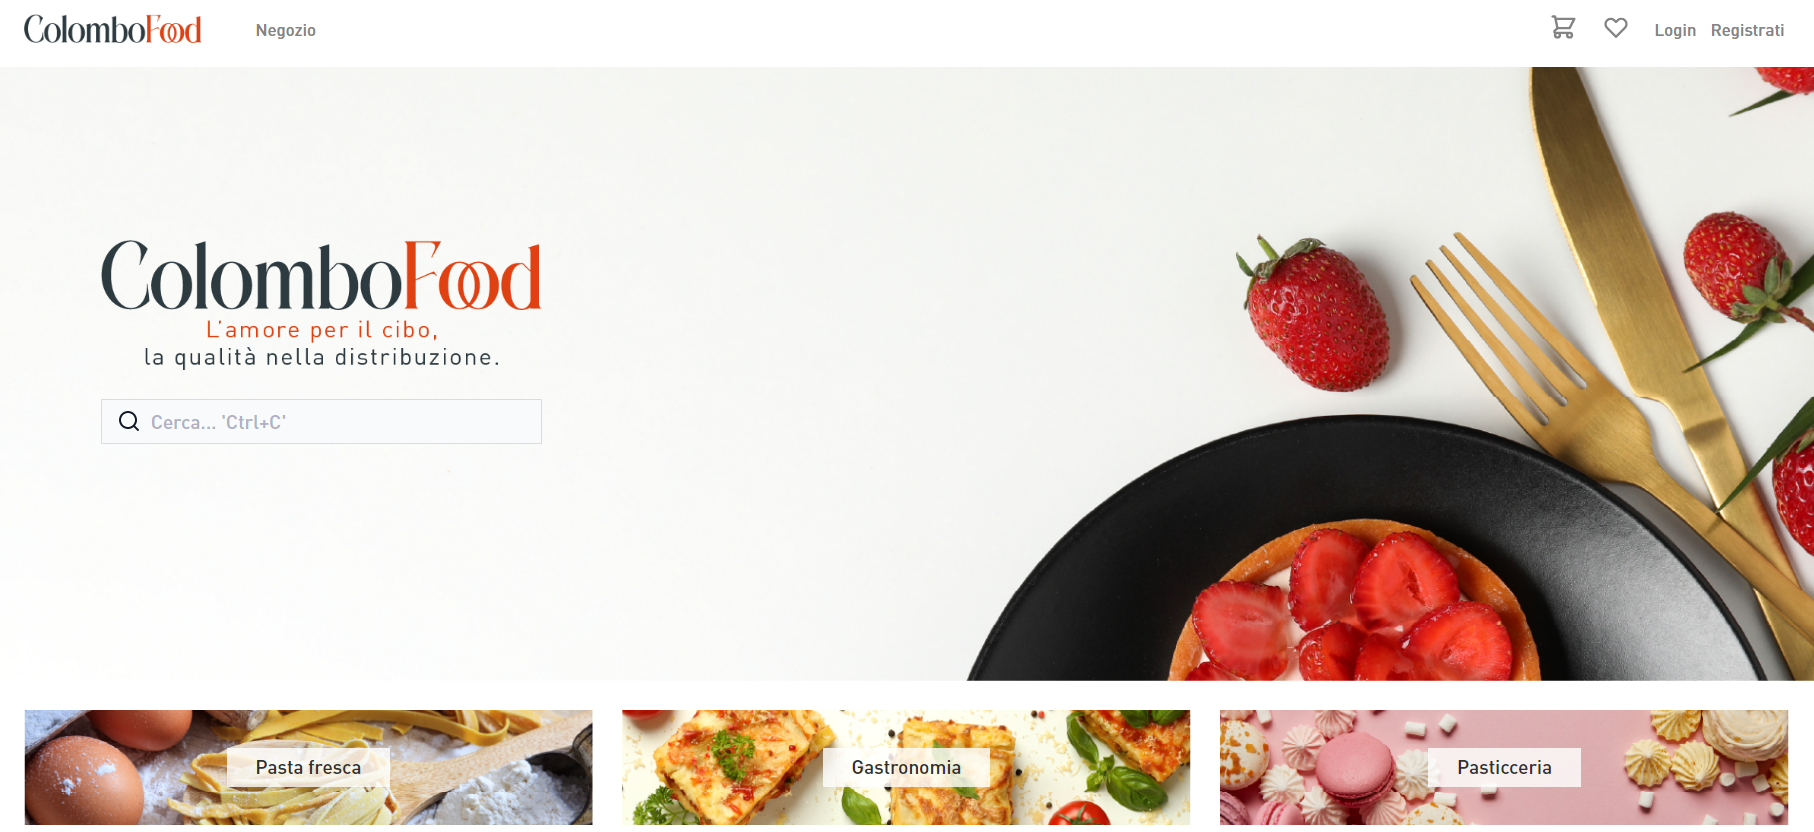 ColomboFood
Negozio
Login
Registrati
ColomboFood
L'amore per il cibo,
la qualità nella distribuzione.
Cerca... 'Ctrl+C'
Pasta fresca
Gastronomia
Pasticceria